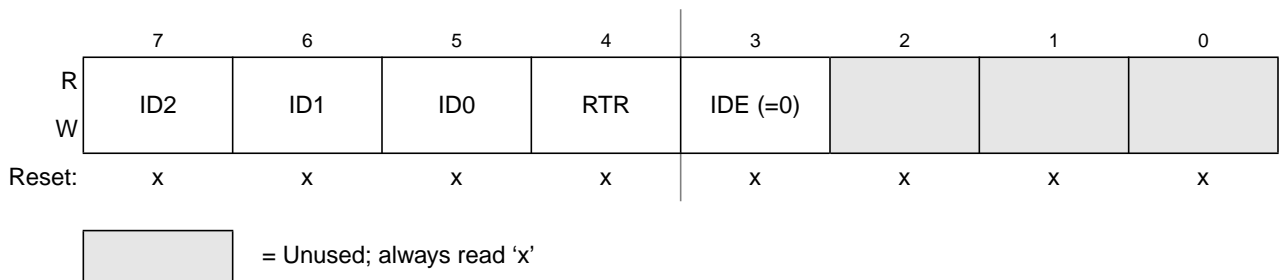 7 6 5 4 3 2 1 0
R
W
ID2 ID1 ID0 RTR IDE (=0)
Reset: x x x x x x x x
= Unused; always read ‘x’